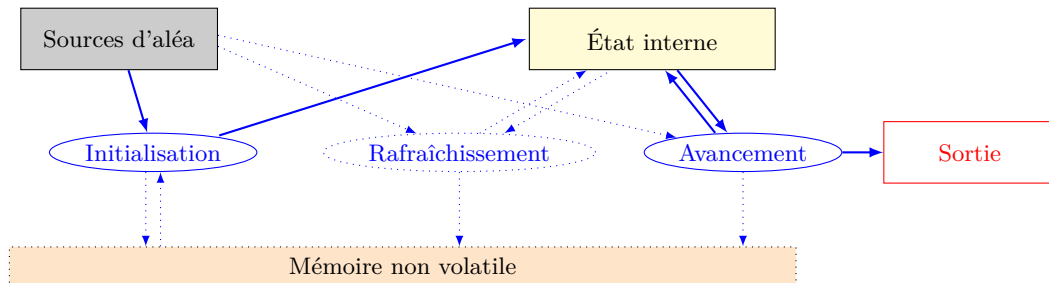 Sources d'aléa
État interne
Initialisation
Rafraîchissement
Avancement
Sortie
Mémoire non volatile